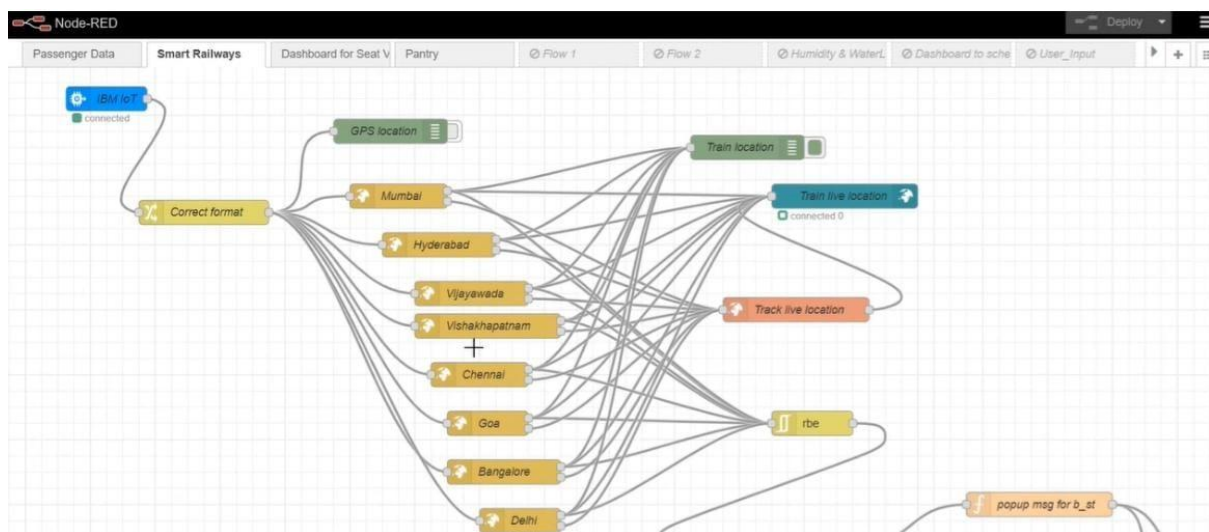 Node-RED
Deploy
Passenger Data
Smart Railways
Dashboard for Seat V
Pantry
Flow 1
Flow 2
Humidity & WaterL
Dashboard to sche
User_Input
IBM IoT
connected
GPS location
Train location
Mumbai
Train live location
Correct format
connected 0
Hyderabad
Vijayawada
Track live location
Vishakhapatnam
Chennai
Goa
rbe
Bangalore
popup msg for b_st
Delhi